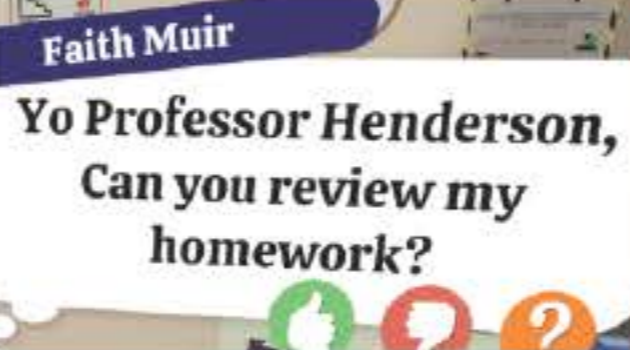 Faith Muir
Yo Professor Henderson,
Can you review my
homework?
?